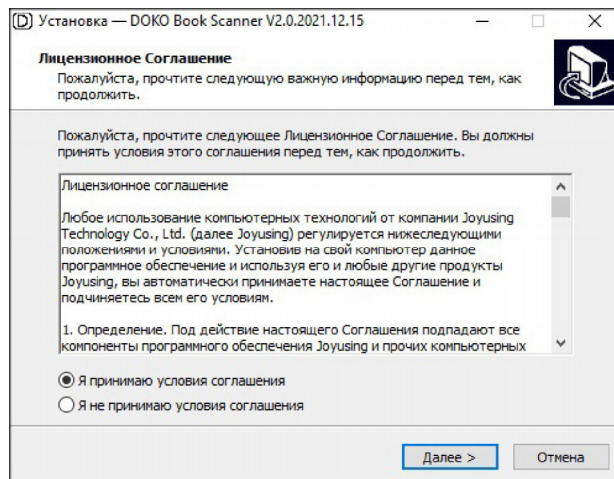 Установка — DOKO Book Scanner V2.0.2021.12.15
Лицензионное Соглашение
Пожалуйста, прочтите следующую важную информацию перед тем, как
продолжить.
Пожалуйста, прочтите следующее Лицензионное Соглашение. Вы должны
принять условия этого соглашения перед тем, как продолжить.
Лицензионное соглашение
Любое использование компьютерных технологий от компании Joyusing
Technology Co., Ltd. (далее Joyusing) регулируется нижеследующими
положениями и условиями. Установив на свой компьютер данное
программное обеспечение и используя его и любые другие продукты
Joyusing, вы автоматически принимаете настоящее Соглашение и
подчиняетесь всем его условиям.
1. Определение. Под действие настоящего Соглашения подпадают все
компоненты программного обеспечения Joyusing и прочих компьютерных
Я принимаю условия соглашения
Я не принимаю условия соглашения
Далее >
Отмена